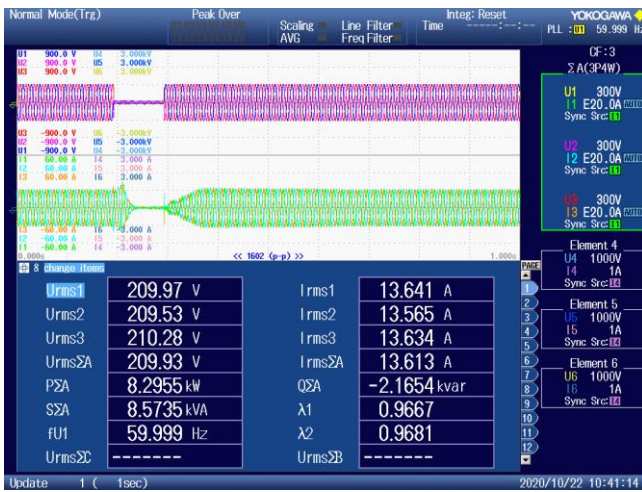 Normal Mode(Trg) Peak Over Scaling AVG Line Filter Freq Filter Time ----:--:-- Integ: Reset YOKOGAWA
PLL :U1 59.999 Hz
U1 900.0 V U4 3.000kV
U2 900.0 V U5 3.000kV
U3 900.0 V U6 -3.000kV
U3 -900.0 V U6 -3.000kV
U2 -900.0 V U5 -3.000kV
U1 -900.0 V U4 -3.000kV
I1 60.00 A I4 3.000 A
I2 60.00 A I5 3.000 A
I3 60.00 A I6 3.000 A
I3 -60.00 A I6 -3.000 A
I2 -60.00 A I5 -3.000 A
I1 -60.00 A I4 -3.000 A
0.000s << 1602 (p-p) >> 1.000s
8 change items
Urms1 209.97 V Irms1 13.641 A
Urms2 209.53 V Irms2 13.565 A
Urms3 210.28 V Irms3 13.634 A
UrmsΣA 209.93 V IrmsΣA 13.613 A
PΣA 8.2955 kW QΣA -2.1654 kvar
SΣA 8.5735 kVA λ1 0.9667
fU1 59.999 Hz λ2 0.9681
UrmsΣC ------- UrmsΣB -------
PAGE
1
2
3
4
5
6
7
8
9
10
11
12
CF:3
ΣA(3P4W)
U1 300V
I1 E20.0A AUTO
Sync Src:I1
U2 300V
I2 E20.0A AUTO
Sync Src:I1
U3 300V
I3 E20.0A AUTO
Sync Src:I1
Element 4
U4 1000V
I4 1A
Sync Src:I4
Element 5
U5 1000V
I5 1A
Sync Src:I4
Element 6
U6 1000V
I6 1A
Sync Src:I4
Update 1 ( 1sec) 2020/10/22 10:41:14